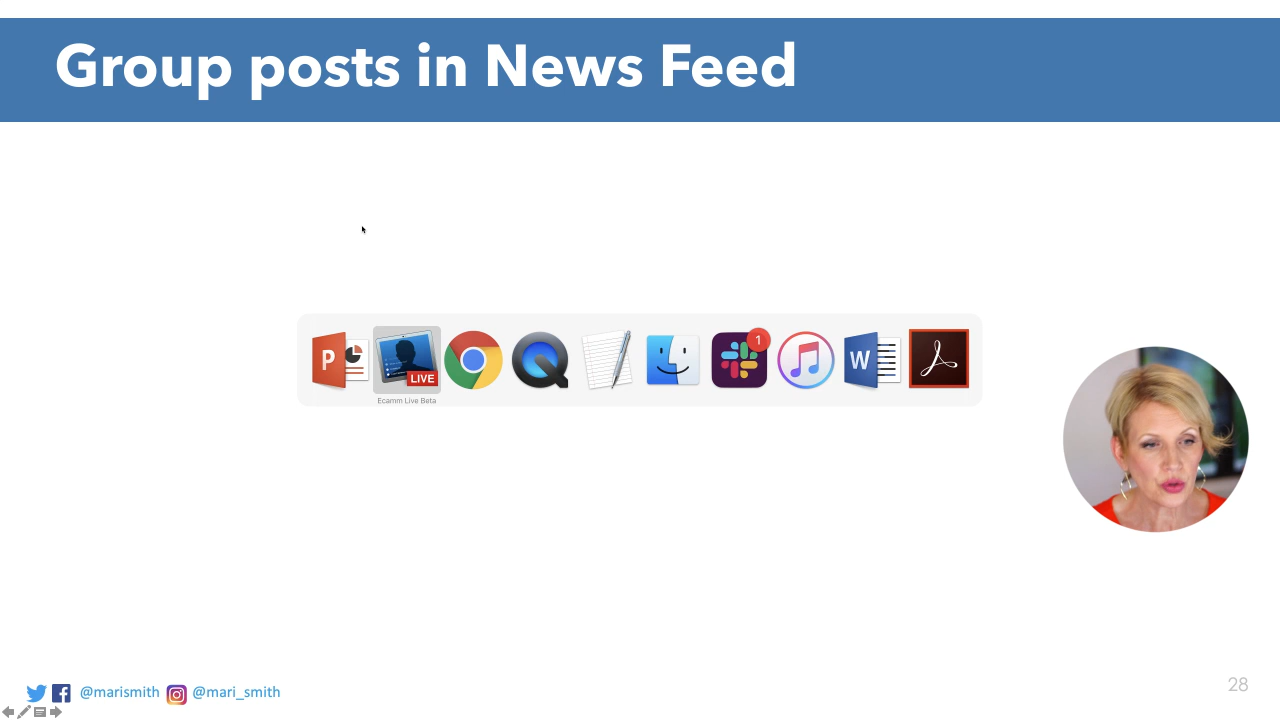 Group posts in News Feed
P
LIVE
1
W
Ecamm Live Beta
@marismith @mari_smith
28